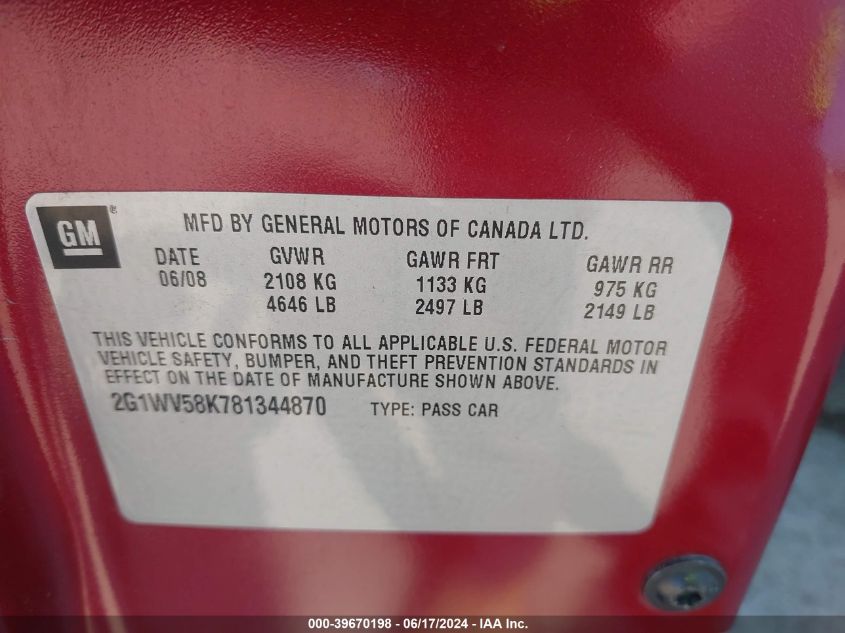 GM®
MFD BY GENERAL MOTORS OF CANADA LTD.
DATE GVWR GAWR FRT GAWR RR
06/08 2108 KG 1133 KG 975 KG
4646 LB 2497 LB 2149 LB
THIS VEHICLE CONFORMS TO ALL APPLICABLE U.S. FEDERAL MOTOR
VEHICLE SAFETY, BUMPER, AND THEFT PREVENTION STANDARDS IN
EFFECT ON THE DATE OF MANUFACTURE SHOWN ABOVE.
2G1WV58K781344870 TYPE: PASS CAR
000-39670198 - 06/17/2024 - IAA Inc.